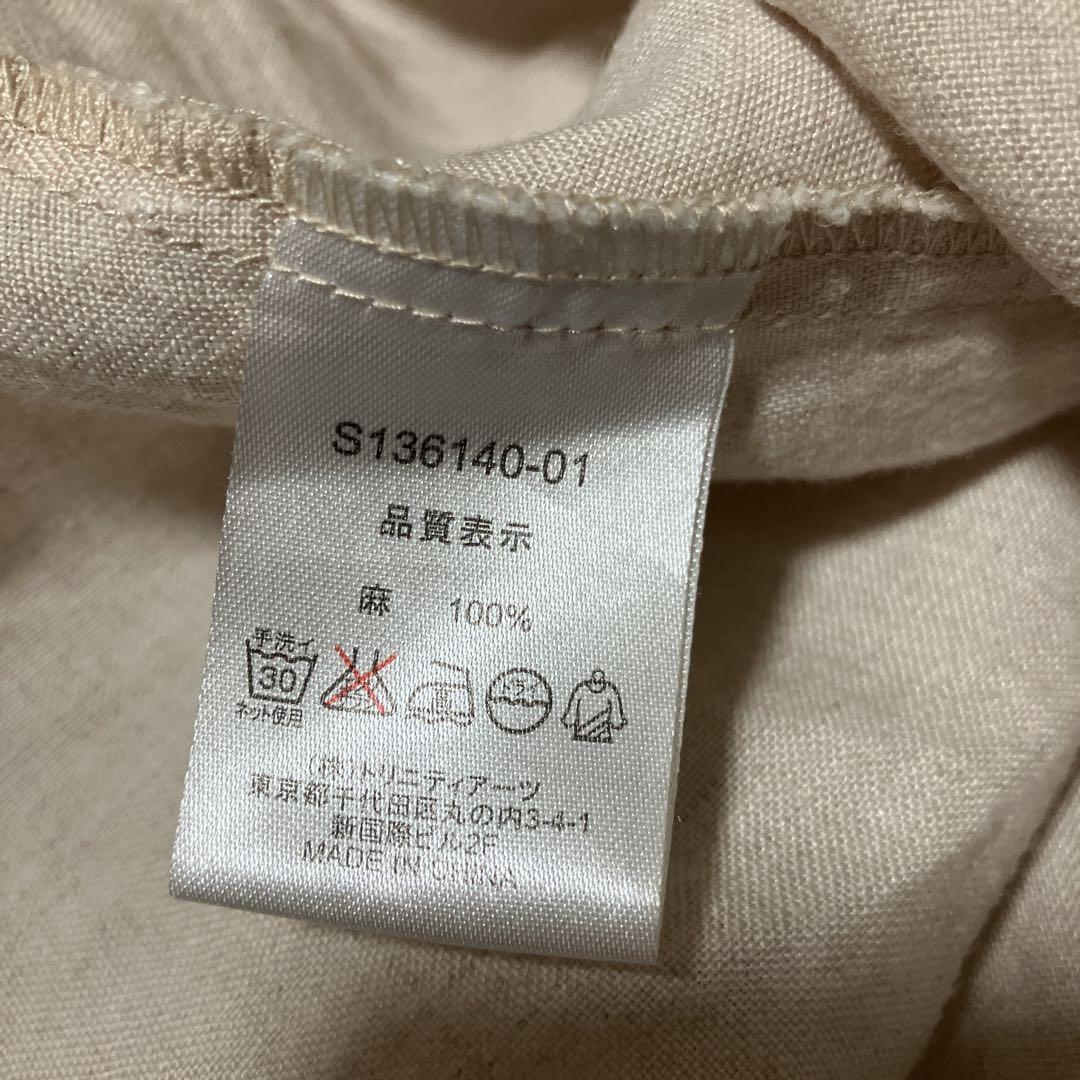 S136140-01
品質表示
麻 100%
手洗イ
30
ネット使用
(株)トリニティアーツ
東京都千代田区丸の内3-4-1
新国際ビル2F
MADE IN CHINA